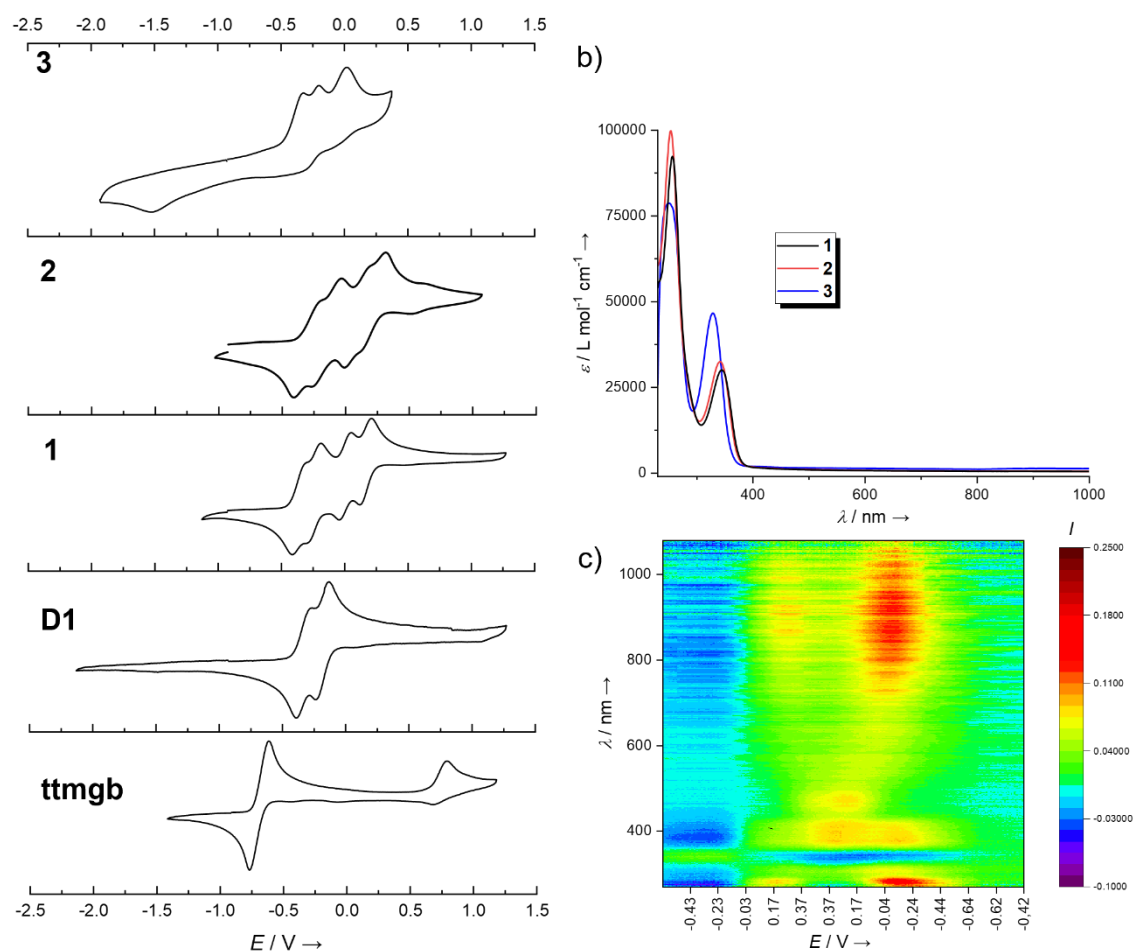 -2.5 -2.0 -1.5 -1.0 -0.5 0.0 0.5 1.0 1.5
3
2
1
D1
ttmgb
-2.5 -2.0 -1.5 -1.0 -0.5 0.0 0.5 1.0 1.5
E / V →
b)
100000
75000
50000
25000
0
ε / L mol⁻¹ cm⁻¹ →
1
2
3
400 600 800 1000
λ / nm →
c)
1000
800
600
400
λ / nm →
-0.43 -0.23 -0.03 0.17 0.37 0.37 0.17 -0.04 -0.24 -0.62 -0.62 -0,42
E / V →
I
0.2500
0.1800
0.1100
0.04000
-0.03000
-0.1000